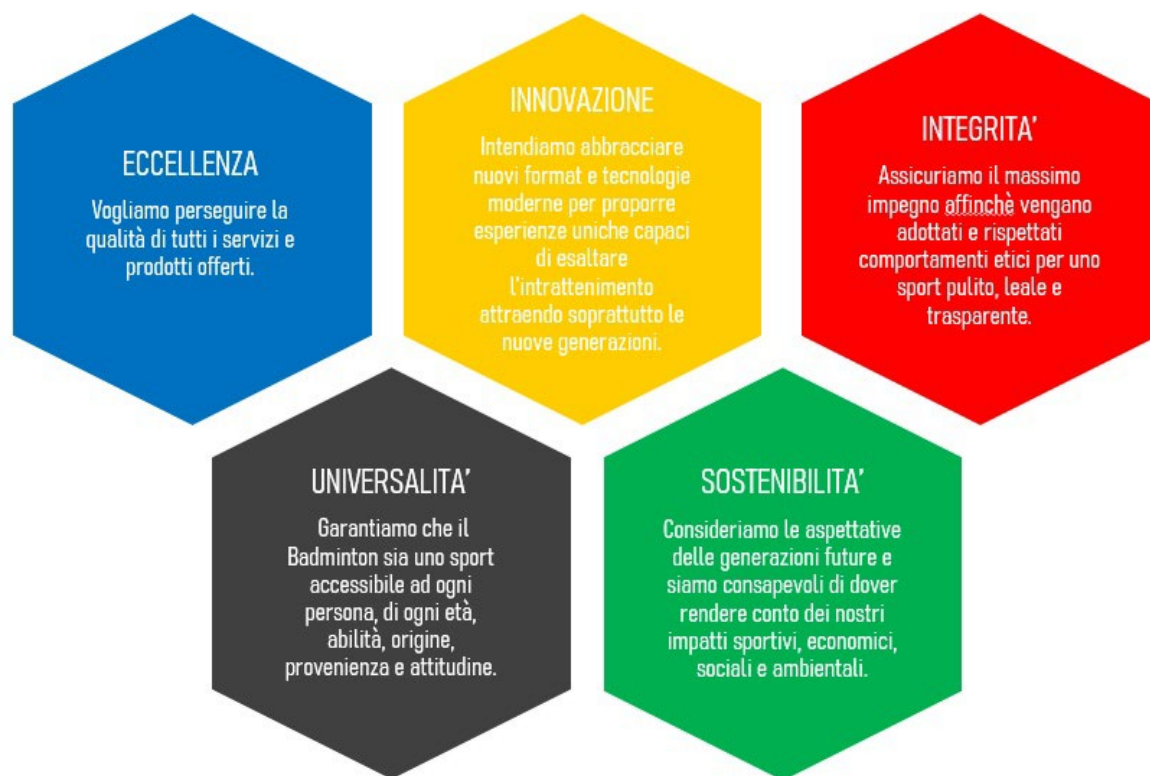 ECCELLENZA
Vogliamo perseguire la
qualità di tutti i servizi e
prodotti offerti.
INNOVAZIONE
Intendiamo abbracciare
nuovi format e tecnologie
moderne per proporre
esperienze uniche capaci
di esaltare
l'intrattenimento
attraendo soprattutto le
nuove generazioni.
INTEGRITA'
Assicuriamo il massimo
impegno affinchè vengano
adottati e rispettati
comportamenti etici per uno
sport pulito, leale e
trasparente.
UNIVERSALITA'
Garantiamo che il
Badminton sia uno sport
accessibile ad ogni
persona, di ogni età,
abilità, origine,
provenienza e attitudine.
SOSTENIBILITA'
Consideriamo le aspettative
delle generazioni future e
siamo consapevoli di dover
rendere conto dei nostri
impatti sportivi, economici,
sociali e ambientali.